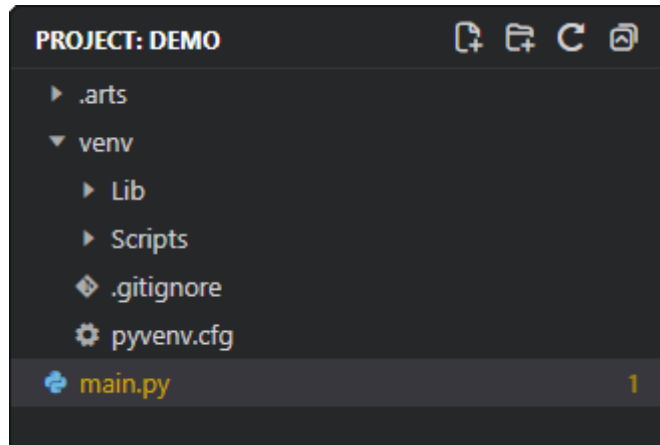 PROJECT: DEMO
.arts
venv
Lib
Scripts
.gitignore
pyvenv.cfg
main.py 1